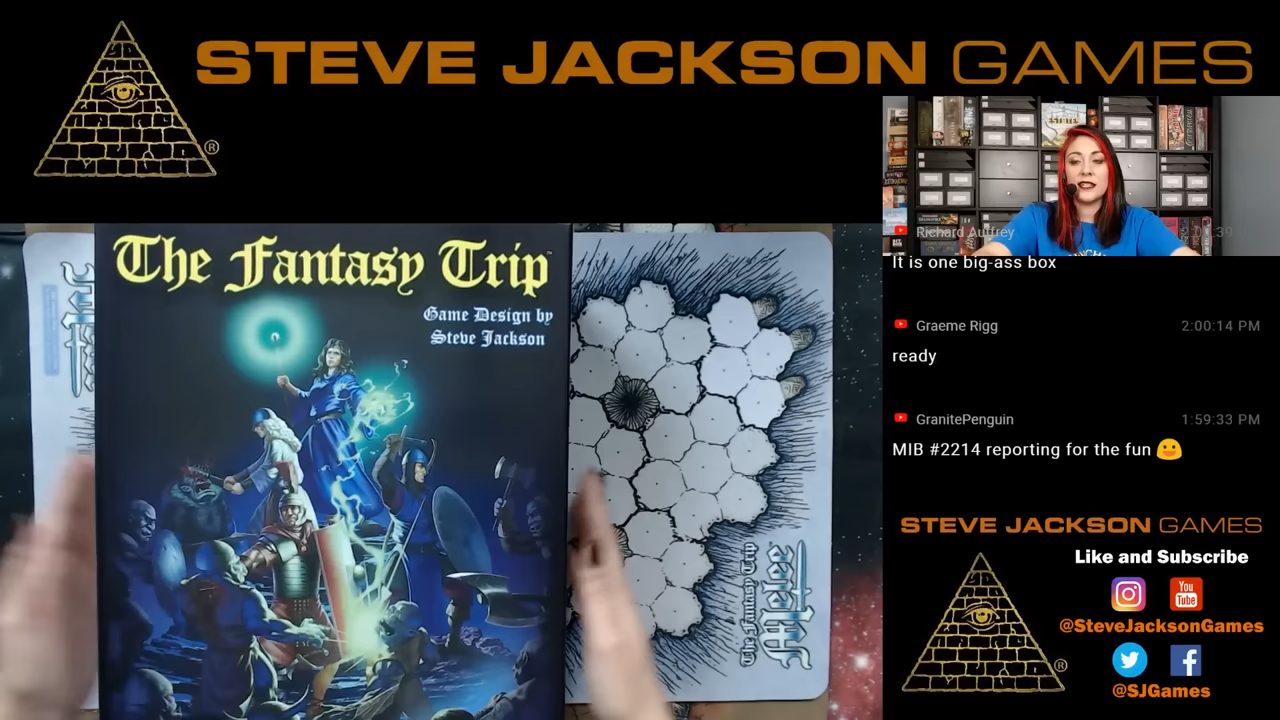 STEVE JACKSON GAMES
®
The Fantasy Trip
Game Design by
Steve Jackson
The Fantasy Trip
Melee
Richard Auffrey
It is one big-ass box
Graeme Rigg
2:00:14 PM
ready
GranitePenguin
1:59:33 PM
MIB #2214 reporting for the fun
STEVE JACKSON GAMES
Like and Subscribe
You
Tube
@SteveJacksonGames
®
@SJGames